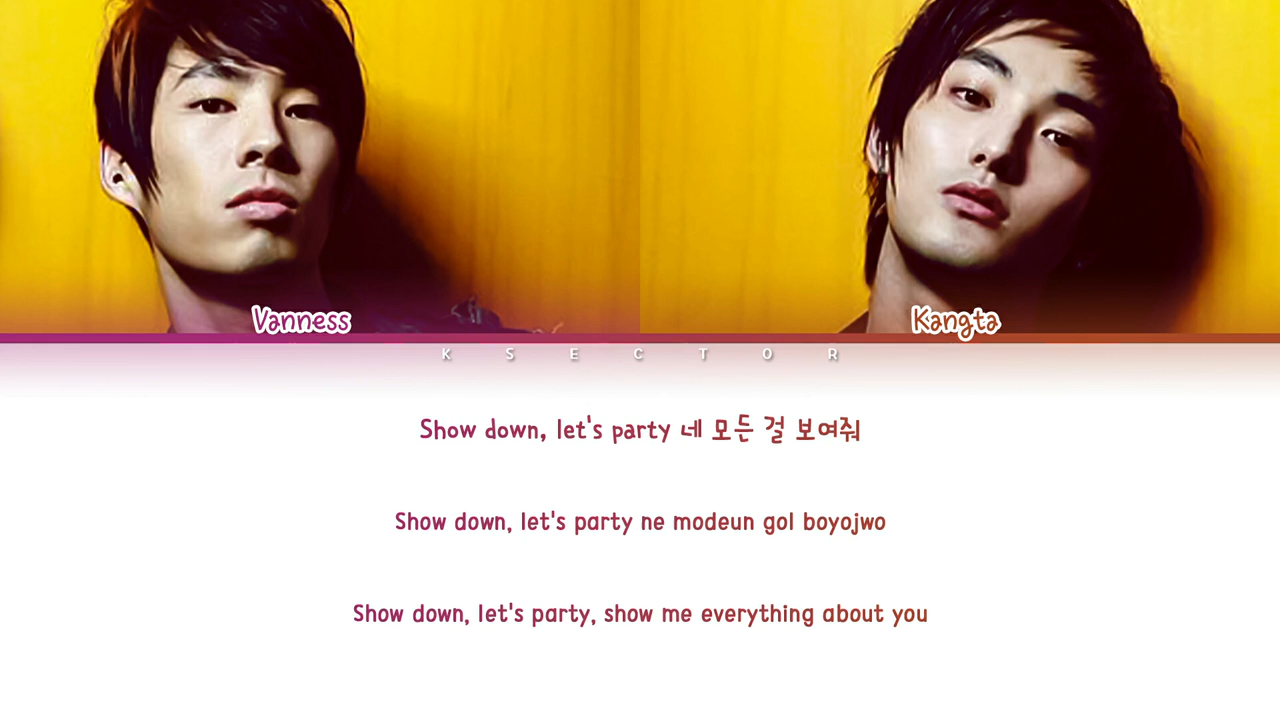 Vanness
Kangta
K S E C T O R
Show down, let's party 네 모든 걸 보여줘
Show down, let's party ne modeun gol boyojwo
Show down, let's party, show me everything about you